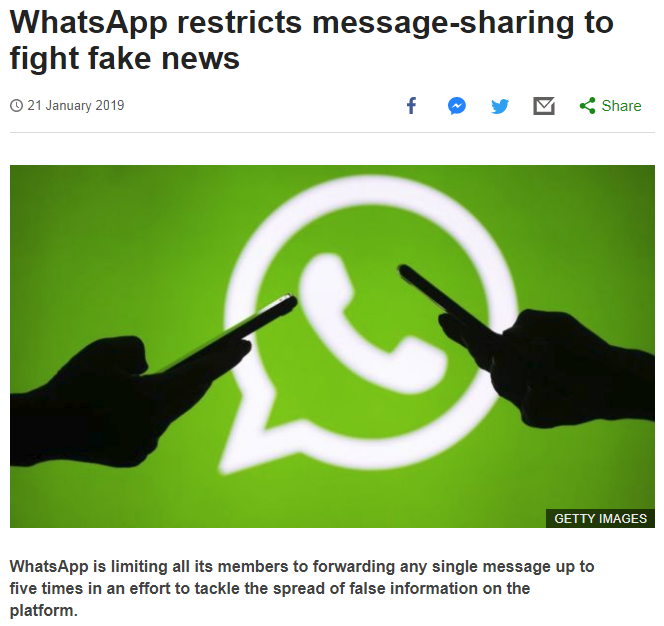 WhatsApp restricts message-sharing to
fight fake news
21 January 2019
Share
GETTY IMAGES
WhatsApp is limiting all its members to forwarding any single message up to
five times in an effort to tackle the spread of false information on the
platform.